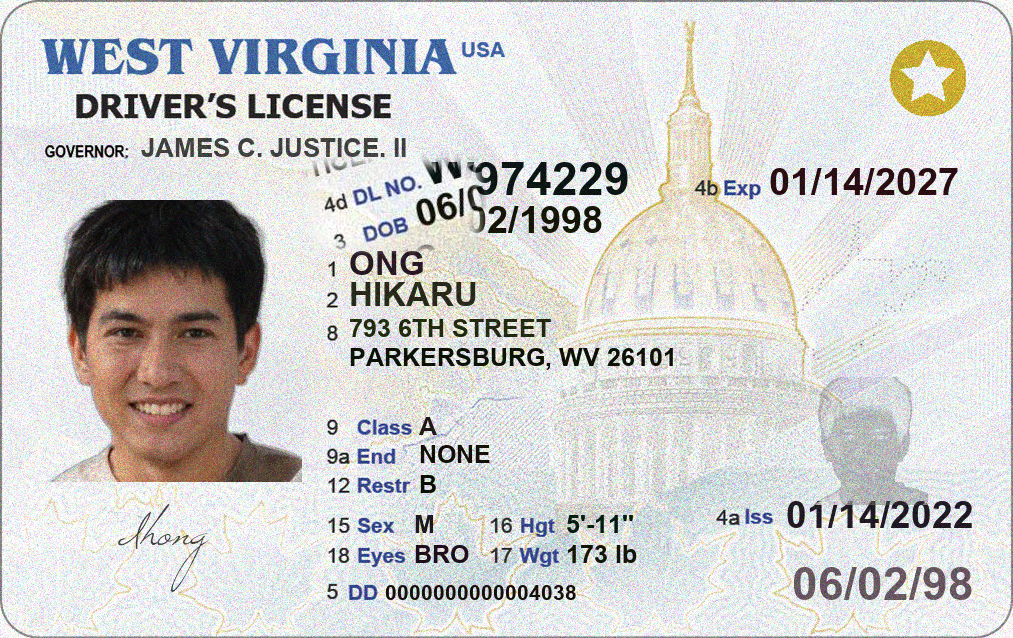 WEST VIRGINIA USA
DRIVER'S LICENSE
GOVERNOR: JAMES C. JUSTICE. II
4d DL NO. 974229
4b Exp 01/14/2027
3 DOB 06/02/1998
1 ONG
2 HIKARU
8 793 6TH STREET
PARKERSBURG, WV 26101
9 Class A
9a End NONE
12 Restr B
15 Sex M 16 Hgt 5'-11"
18 Eyes BRO 17 Wgt 173 lb
4a Iss 01/14/2022
5 DD 0000000000004038
06/02/98